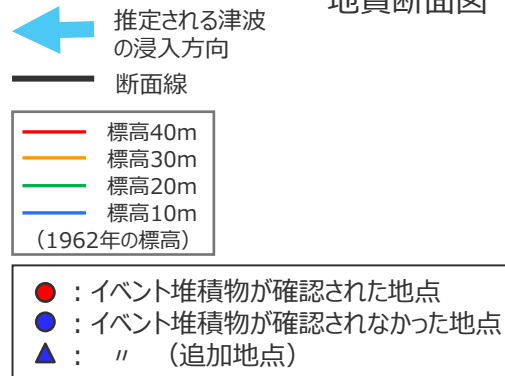 地質断面図
推定される津波
の浸入方向
断面線
標高40m
標高30m
標高20m
標高10m
(1962年の標高)
：イベント堆積物が確認された地点
：イベント堆積物が確認されなかった地点
： 〃 （追加地点）